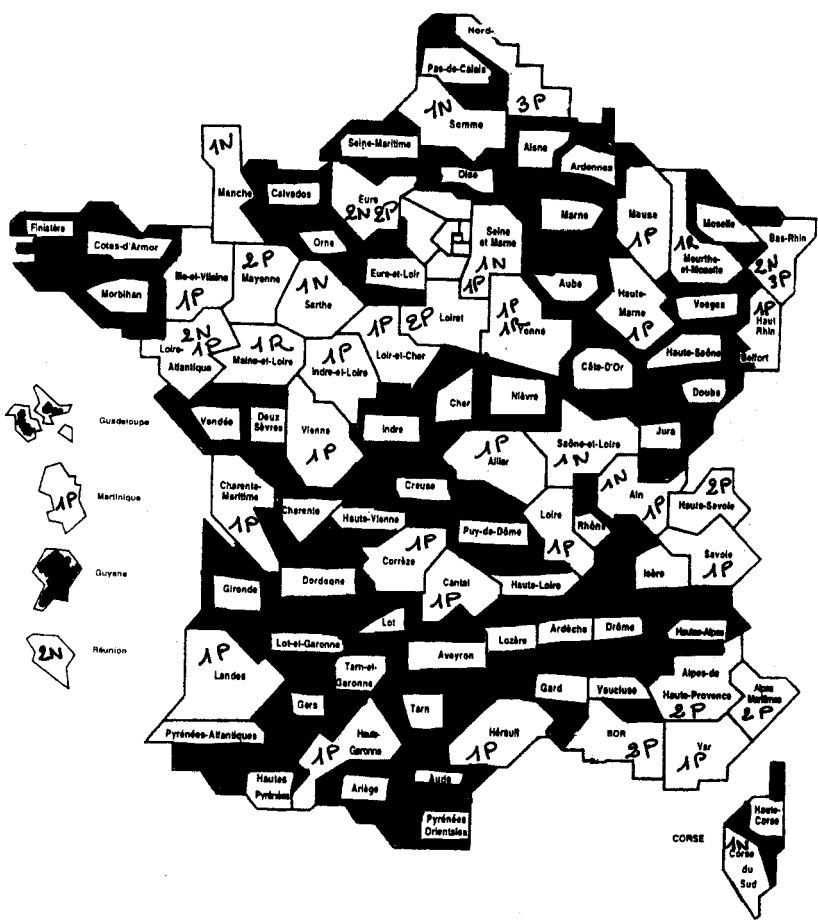 Nord-
Pas-de-Calais
3P
1N
Somme
Seine-Maritime
Aisne
Ardennes
Oise
1N
Manche
Calvados
Eure
2N 2P
Orne
Eure-et-Loir
Seine
et Marne
1N
1P
Marne
Meuse
1P
Moselle
1R
Meurthe-
et-Moselle
Bas-Rhin
2N
3P
Finistère
Cotes-d'Armor
Morbihan
Ille-et-Vilaine
1P
2P
Mayenne
1N
Sarthe
Aube
Haute-
Marne
1P
Vosges
1P
Haut
Rhin
Belfort
Haute-Saône
2N
1P
Loire-
Atlantique
1R
Maine-et-Loire
1P
Indre-et-Loire
1P
Loir-et-Cher
2P
Loiret
1P
1R
Yonne
Côte-D'Or
Doubs
Vendée
Deux
Sèvres
Vienne
1P
Indre
Cher
Nièvre
Saône-et-Loire
1N
Jura
1P
Allier
Guadeloupe
1P
Martinique
Guyane
2N
Réunion
Charente-
Maritime
1P
Charente
Haute-Vienne
Creuse
Puy-de-Dôme
Loire
1P
Rhône
1N
Ain
1P
2P
Haute-Savoie
Savoie
1P
Isère
Gironde
Dordogne
1P
Corrèze
Cantal
1P
Haute-Loire
Lot
Lot-et-Garonne
Aveyron
Lozère
Ardèche
Drôme
Hautes-Alpes
1P
Landes
Tarn-et-
Garonne
Gers
Tarn
Gard
Vaucluse
Alpes-de
Haute-Provence
2P
Alpes
Maritimes
2P
Pyrénées-Atlantiques
Haute-
Garonne
1P
Hérault
1P
BDR
2P
Var
1P
Hautes
Pyrénées
Ariège
Aude
Pyrénées
Orientales
CORSE
Haute-
Corse
1N
Corse
du
Sud